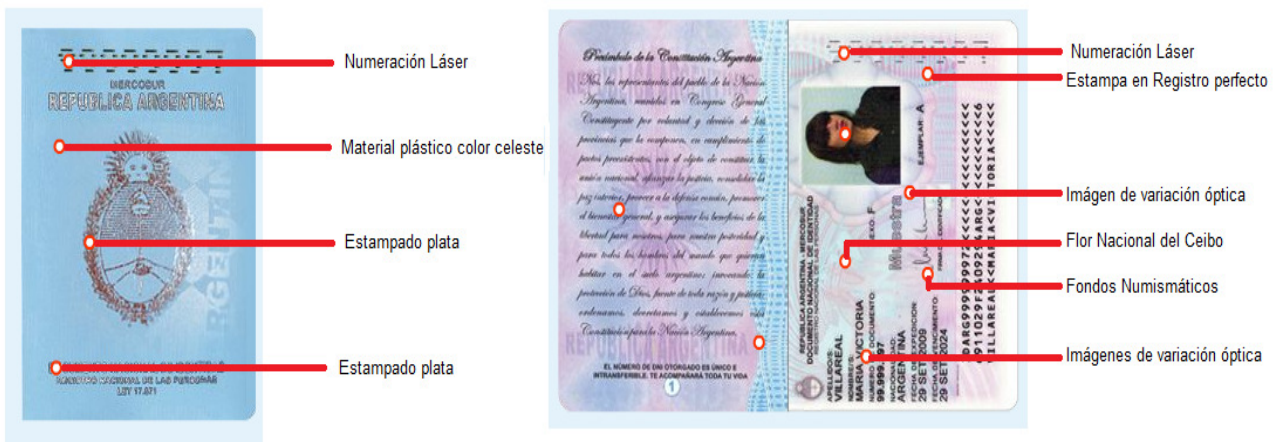 Numeración Láser
MERCOSUR
REPUBLICA ARGENTINA
Material plástico color celeste
Estampado plata
Estampado plata
REGISTRO NACIONAL DE LAS PERSONAS
LEY 17.671
Preámbulo de la Constitución Argentina
Nos, los representantes del pueblo de la Nación
Argentina, reunidos en Congreso General
Constituyente por voluntad y elección de las
provincias que la componen, en cumplimiento de
pactos preexistentes, con el objeto de constituir la
unión nacional, afianzar la justicia, consolidar la
paz interior, proveer a la defensa común, promover
el bienestar general, y asegurar los beneficios de la
libertad para nosotros, para nuestra posteridad y
para todos los hombres del mundo que quieran
habitar en el suelo argentino; invocando la
protección de Dios, fuente de toda razón y justicia:
ordenamos, decretamos y establecemos esta
Constitución para la Nación Argentina.
EL NÚMERO DE DNI OTORGADO ES ÚNICO E
INTRANSFERIBLE. TE ACOMPAÑARÁ TODA TU VIDA
1
REPUBLICA ARGENTINA - MERCOSUR
DOCUMENTO NACIONAL DE IDENTIDAD
REGISTRO NACIONAL DE LAS PERSONAS
APELLIDOS:
VILLAREAL
NOMBRES:
MARIA VICTORIA
NUMERO DE DOCUMENTO:
SEXO: F
EJEMPLAR: A
NACIONALIDAD:
ARGENTINA
FECHA DE EXPEDICION:
29 SET 2009
FECHA DE VENCIMIENTO:
29 SET 2024
Muestra
VILLAREAL<<MARIA<VICTORIA<<<<
Numeración Láser
Estampa en Registro perfecto
Imágen de variación óptica
Flor Nacional del Ceibo
Fondos Numismáticos
Imágenes de variación óptica